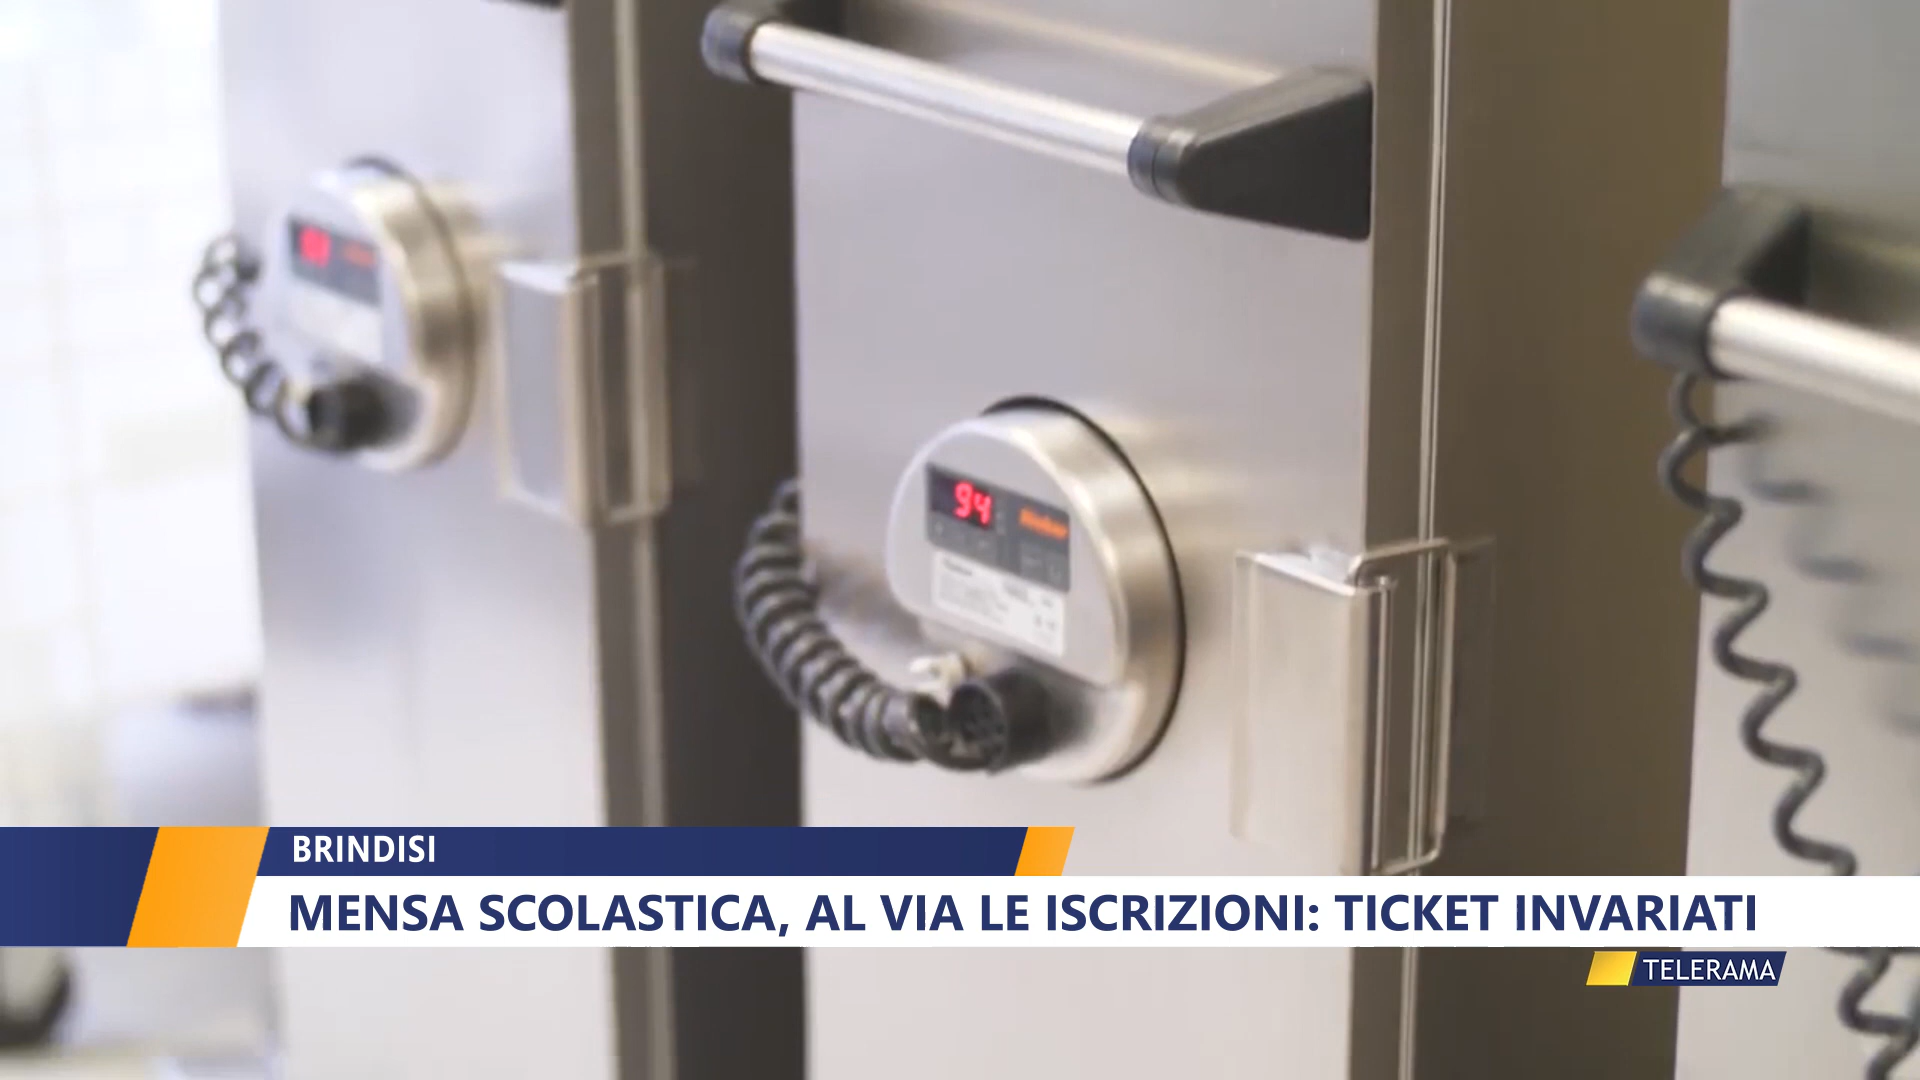 94
BRINDISI
MENSA SCOLASTICA, AL VIA LE ISCRIZIONI: TICKET INVARIATI
TELERAMA